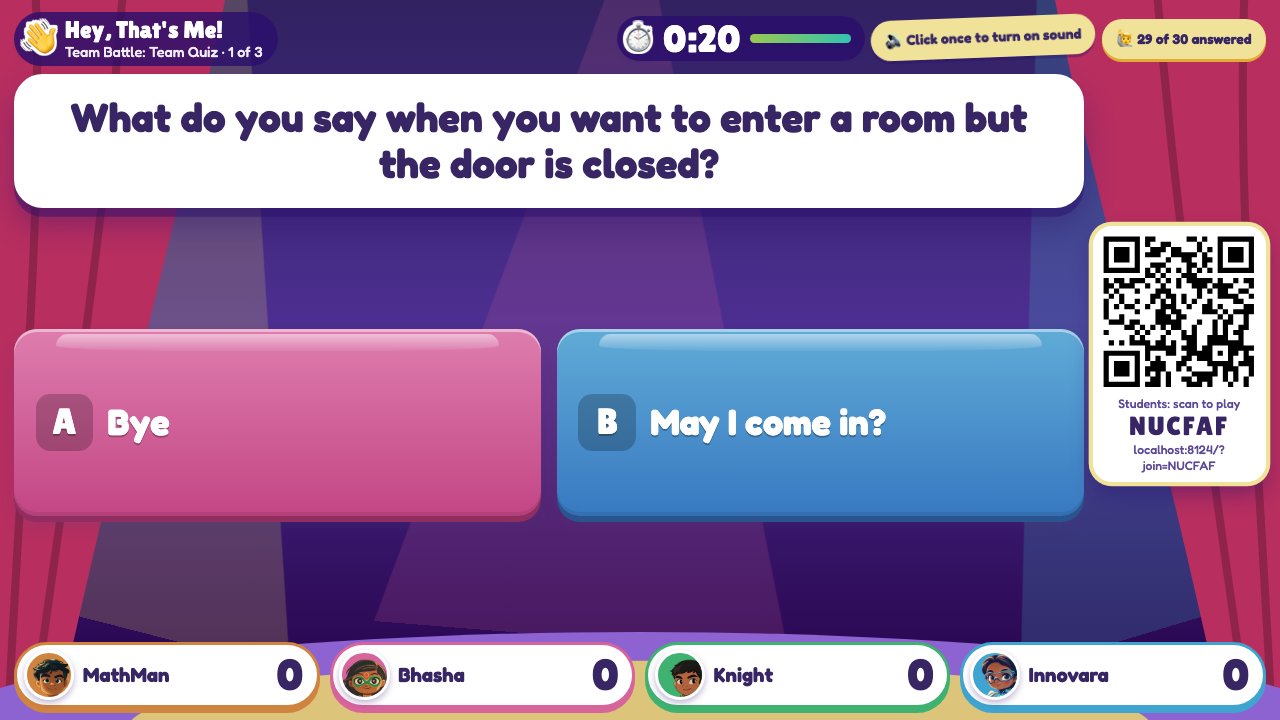 Hey, That's Me!
Team Battle: Team Quiz · 1 of 3
0:20
Click once to turn on sound
29 of 30 answered
What do you say when you want to enter a room but
the door is closed?
A Bye
B May I come in?
Students: scan to play
NUCFAF
localhost:8124/?
join=NUCFAF
MathMan 0
Bhasha 0
Knight 0
Innovara 0